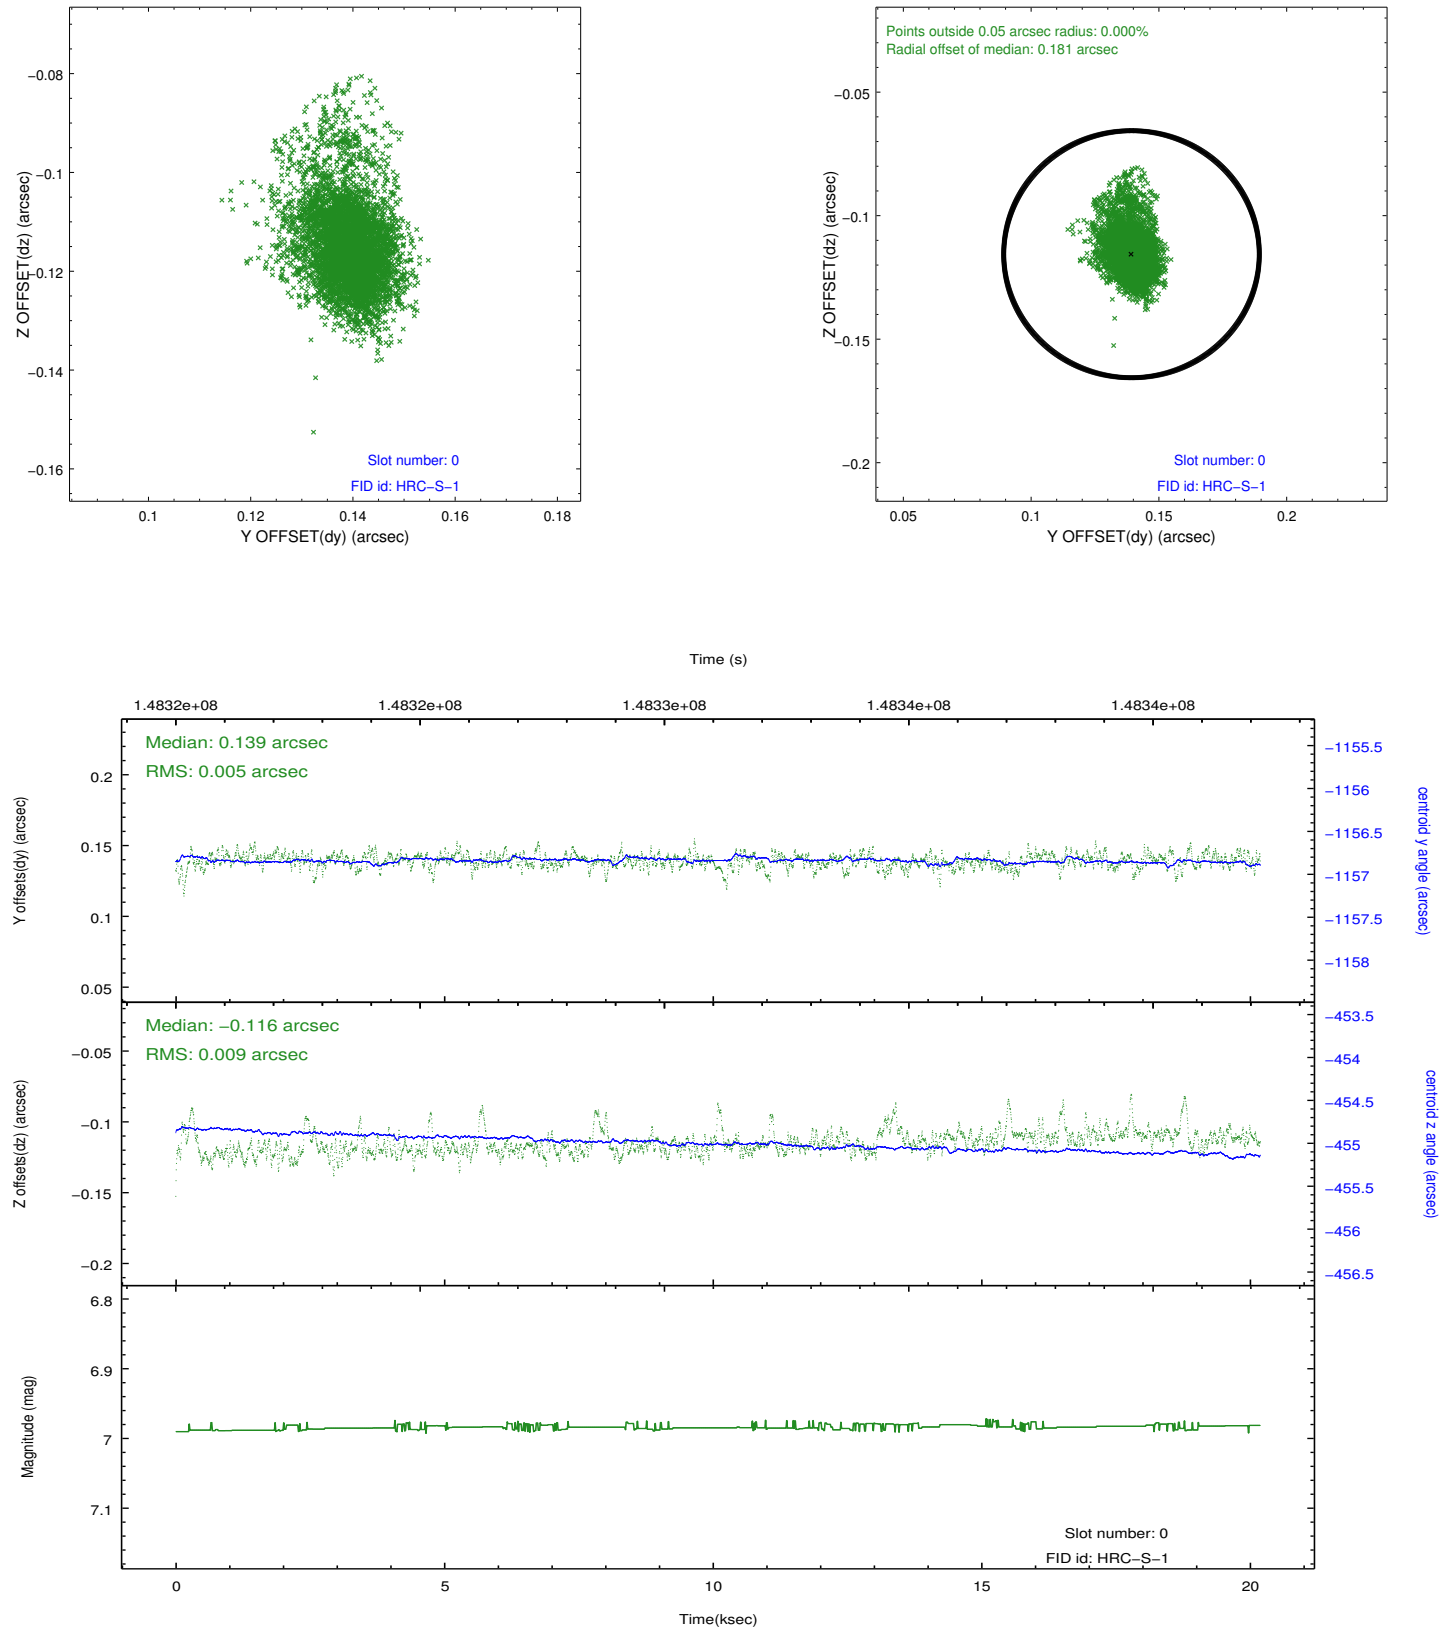 −0.08
−0.1
−0.12
−0.14
−0.16
Z OFFSET(dz) (arcsec)
Slot number: 0
FID id: HRC−S−1
0.1 0.12 0.14 0.16 0.18
Y OFFSET(dy) (arcsec)
Points outside 0.05 arcsec radius: 0.000%
Radial offset of median: 0.181 arcsec
−0.05
−0.1
−0.15
−0.2
Z OFFSET(dz) (arcsec)
Slot number: 0
FID id: HRC−S−1
0.05 0.1 0.15 0.2
Y OFFSET(dy) (arcsec)
Time (s)
1.4832e+08 1.4832e+08 1.4833e+08 1.4834e+08 1.4834e+08
Median: 0.139 arcsec
RMS: 0.005 arcsec
0.2
0.15
0.1
0.05
Y offsets(dy) (arcsec)
−1155.5
−1156
−1156.5
−1157
−1157.5
−1158
centroid y angle (arcsec)
Median: −0.116 arcsec
RMS: 0.009 arcsec
−0.05
−0.1
−0.15
−0.2
Z offsets(dz) (arcsec)
−453.5
−454
−454.5
−455
−455.5
−456
−456.5
centroid z angle (arcsec)
6.8
6.9
7
7.1
Magnitude (mag)
Slot number: 0
FID id: HRC−S−1
0 5 10 15 20
Time(ksec)